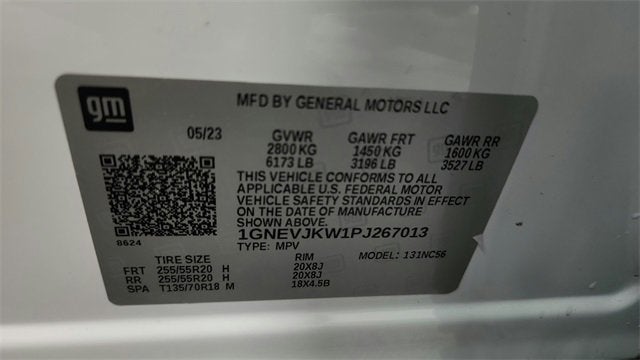 gm
MFD BY GENERAL MOTORS LLC
05/23 GVWR GAWR FRT GAWR RR
2800 KG 1450 KG 1600 KG
6173 LB 3196 LB 3527 LB
THIS VEHICLE CONFORMS TO ALL
APPLICABLE U.S. FEDERAL MOTOR
VEHICLE SAFETY STANDARDS IN EFFECT
ON THE DATE OF MANUFACTURE
SHOWN ABOVE.
8624
1GNEVJKW1PJ267013
TYPE: MPV MODEL: 131NC56
TIRE SIZE RIM
FRT 255/55R20 H 20X8J
RR 255/55R20 H 20X8J
SPA T135/70R18 M 18X4.5B